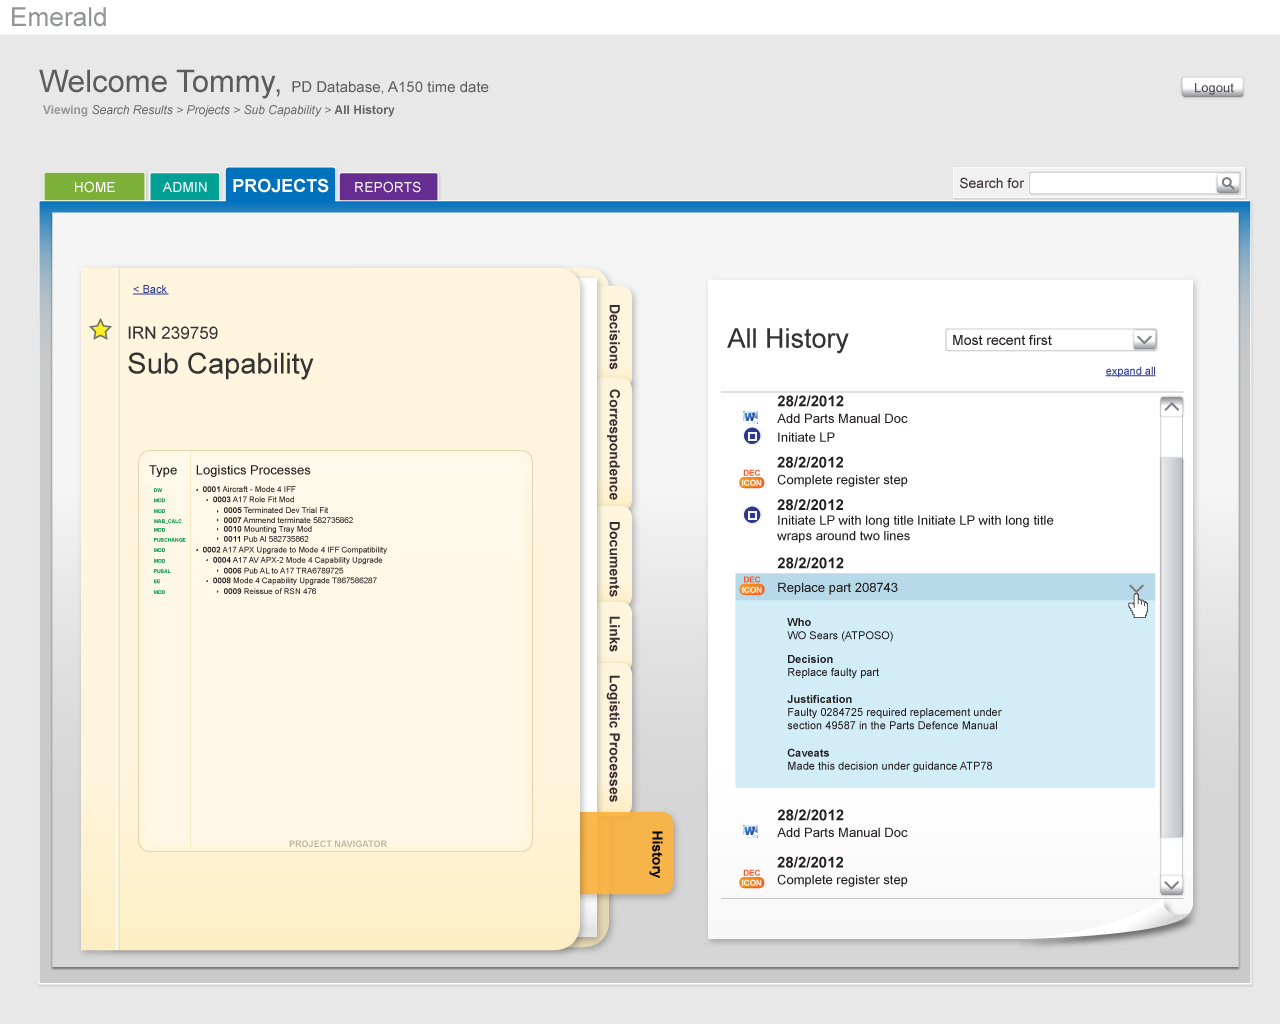 Emerald
Welcome Tommy, PD Database, A150 time date
Logout
Viewing Search Results > Projects > Sub Capability > All History
HOME
ADMIN
PROJECTS
REPORTS
Search for
< Back
IRN 239759
Sub Capability
Type Logistics Processes
DW 0001 Aircraft - Mode 4 IFF
MOD 0003 A17 Role Fit Mod
MOD 0005 Terminated Dev Trial Fit
WAB_CALC 0007 Ammend terminate 582735862
MOD 0010 Mounting Tray Mod
PUBCHANGE 0011 Pub AI 582735862
MOD 0002 A17 APX Upgrade to Mode 4 IFF Compatibility
MOD 0004 A17 AV APX-2 Mode 4 Capability Upgrade
PUBAL 0006 Pub AL to A17 TRA6789725
EE 0008 Mode 4 Capability Upgrade T867586287
MOD 0009 Reissue of RSN 476
PROJECT NAVIGATOR
Decisions
Correspondence
Documents
Links
Logistic Processes
History
All History
Most recent first
expand all
28/2/2012
W Add Parts Manual Doc
Initiate LP
28/2/2012
DEC
ICON
Complete register step
28/2/2012
Initiate LP with long title Initiate LP with long title
wraps around two lines
28/2/2012
DEC
ICON
Replace part 208743
Who
WO Sears (ATPOSO)
Decision
Replace faulty part
Justification
Faulty 0284725 required replacement under
section 49587 in the Parts Defence Manual
Caveats
Made this decision under guidance ATP78
28/2/2012
W Add Parts Manual Doc
28/2/2012
DEC
ICON
Complete register step